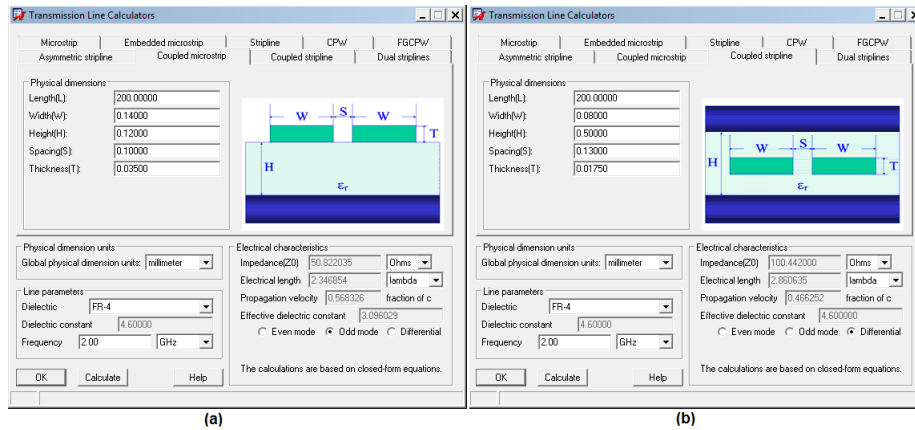 Transmission Line Calculators
Microstrip Embedded microstrip Stripline CPW FGCPW
Asymmetric stripline Coupled microstrip Coupled stripline Dual striplines
Physical dimensions
Length(L): 200.00000
Width(W): 0.14000
Height(H): 0.12000
Spacing(S): 0.10000
Thickness(T): 0.03500
W S W
T
H
εr
Physical dimension units
Global physical dimension units: millimeter
Line parameters
Dielectric FR-4
Dielectric constant 4.60000
Frequency 2.00 GHz
Electrical characteristics
Impedance(Z0) 50.822035 Ohms
Electrical length 2.346854 lambda
Propagation velocity 0.568326 fraction of c
Effective dielectric constant 3.096029
Even mode Odd mode Differential
The calculations are based on closed-form equations.
OK Calculate Help
(a)
Transmission Line Calculators
Microstrip Embedded microstrip Stripline CPW FGCPW
Asymmetric stripline Coupled microstrip Coupled stripline Dual striplines
Physical dimensions
Length(L): 200.00000
Width(W): 0.08000
Height(H): 0.50000
Spacing(S): 0.13000
Thickness(T): 0.01750
W S W
H
T
εr
Physical dimension units
Global physical dimension units: millimeter
Line parameters
Dielectric FR-4
Dielectric constant 4.60000
Frequency 2.00 GHz
Electrical characteristics
Impedance(Z0) 100.442000 Ohms
Electrical length 2.860635 lambda
Propagation velocity 0.466252 fraction of c
Effective dielectric constant 4.600000
Even mode Odd mode Differential
The calculations are based on closed-form equations.
OK Calculate Help
(b)